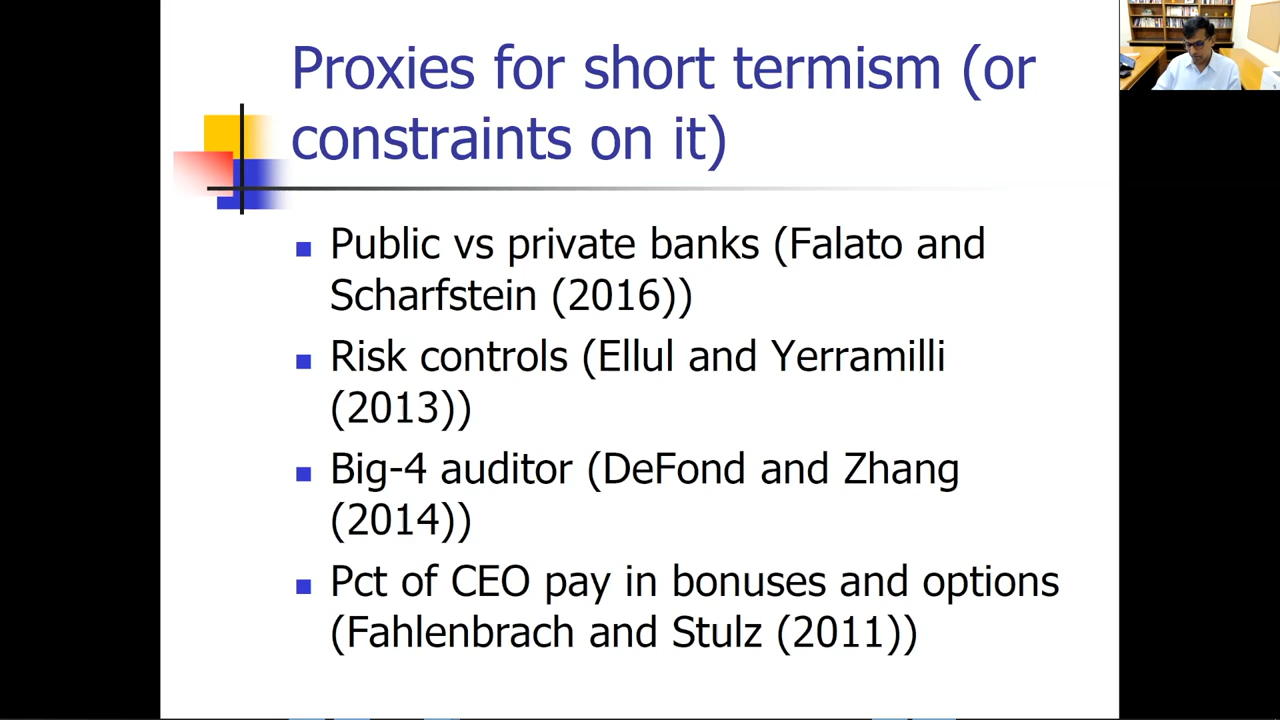 Proxies for short termism (or
constraints on it)
Public vs private banks (Falato and
Scharfstein (2016))
Risk controls (Ellul and Yerramilli
(2013))
Big-4 auditor (DeFond and Zhang
(2014))
Pct of CEO pay in bonuses and options
(Fahlenbrach and Stulz (2011))